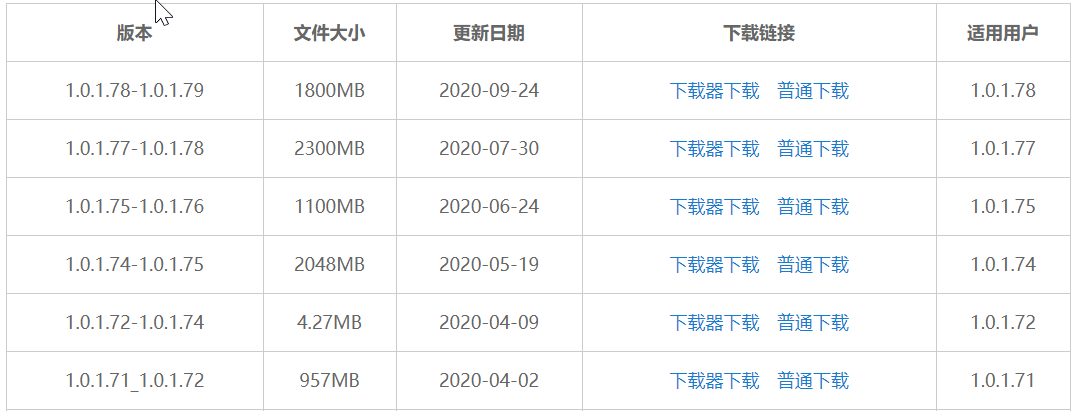 版本 文件大小 更新日期 下载链接 适用用户
1.0.1.78-1.0.1.79 1800MB 2020-09-24 下载器下载 普通下载 1.0.1.78
1.0.1.77-1.0.1.78 2300MB 2020-07-30 下载器下载 普通下载 1.0.1.77
1.0.1.75-1.0.1.76 1100MB 2020-06-24 下载器下载 普通下载 1.0.1.75
1.0.1.74-1.0.1.75 2048MB 2020-05-19 下载器下载 普通下载 1.0.1.74
1.0.1.72-1.0.1.74 4.27MB 2020-04-09 下载器下载 普通下载 1.0.1.72
1.0.1.71_1.0.1.72 957MB 2020-04-02 下载器下载 普通下载 1.0.1.71